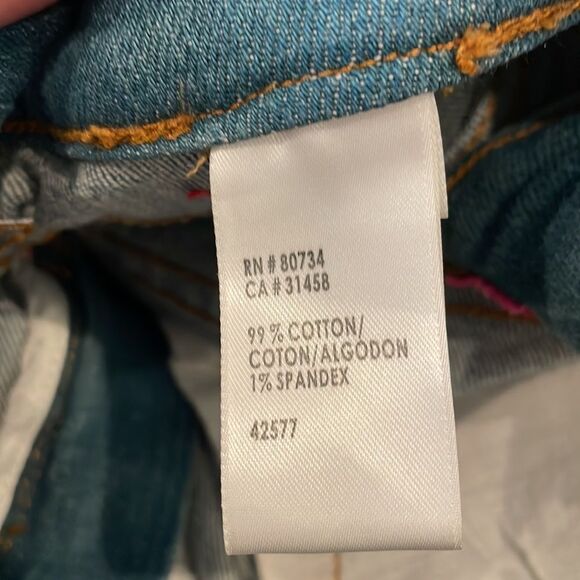 RN # 80734
CA # 31458
99 % COTTON/
COTON/ALGODON
1% SPANDEX
42577